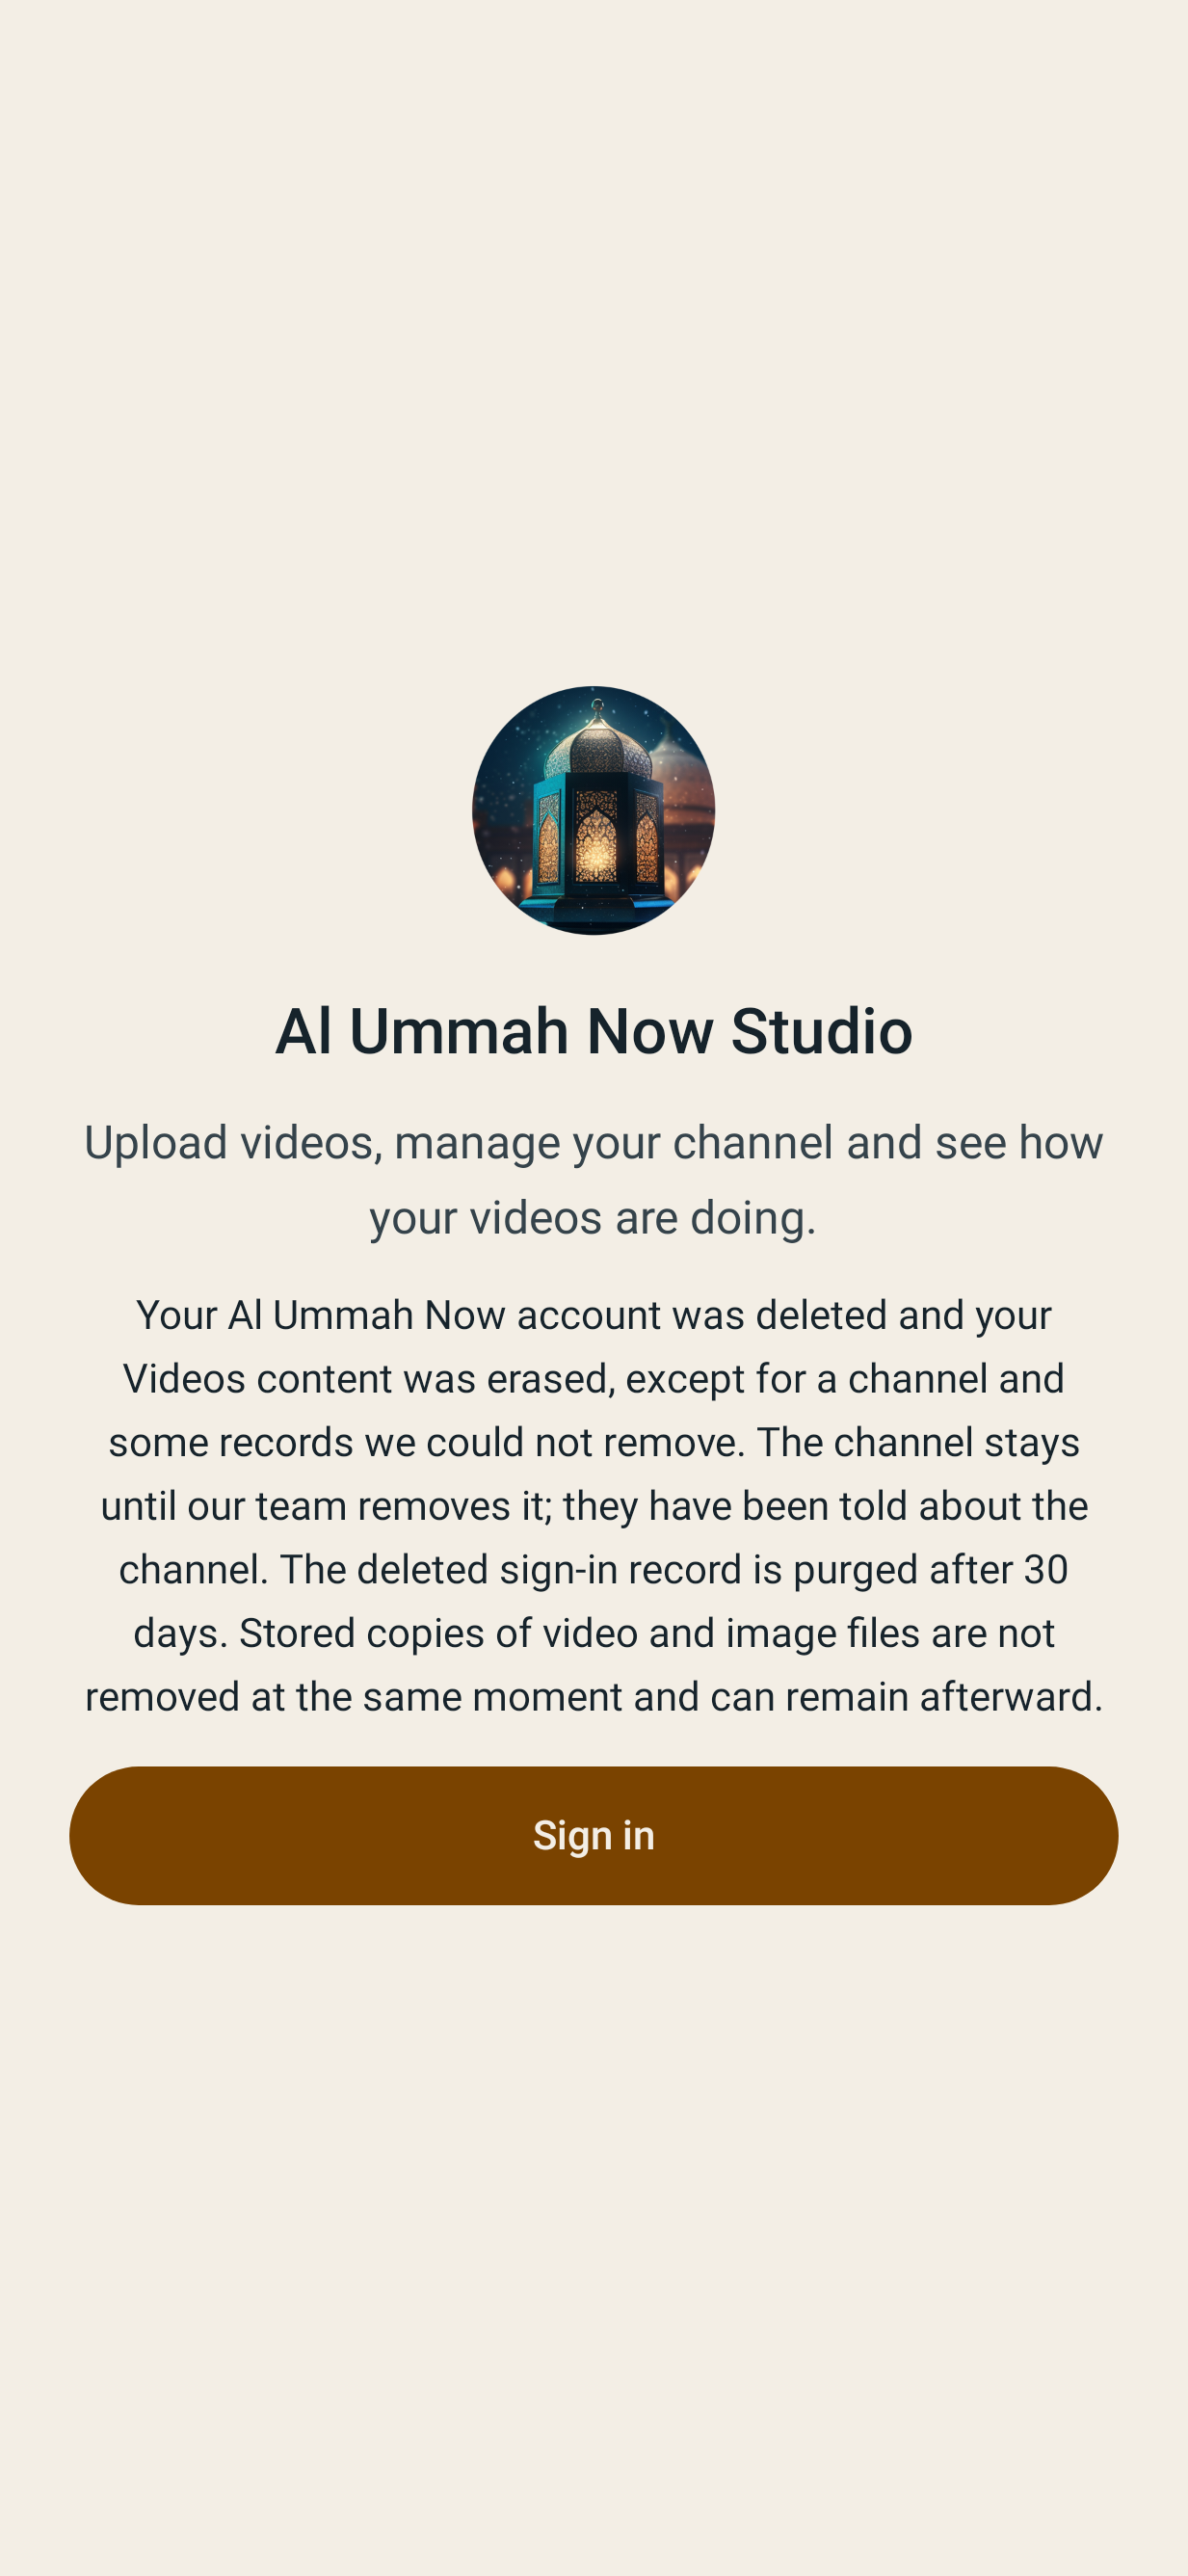 Al Ummah Now Studio
Upload videos, manage your channel and see how
your videos are doing.
Your Al Ummah Now account was deleted and your
Videos content was erased, except for a channel and
some records we could not remove. The channel stays
until our team removes it; they have been told about the
channel. The deleted sign-in record is purged after 30
days. Stored copies of video and image files are not
removed at the same moment and can remain afterward.
Sign in